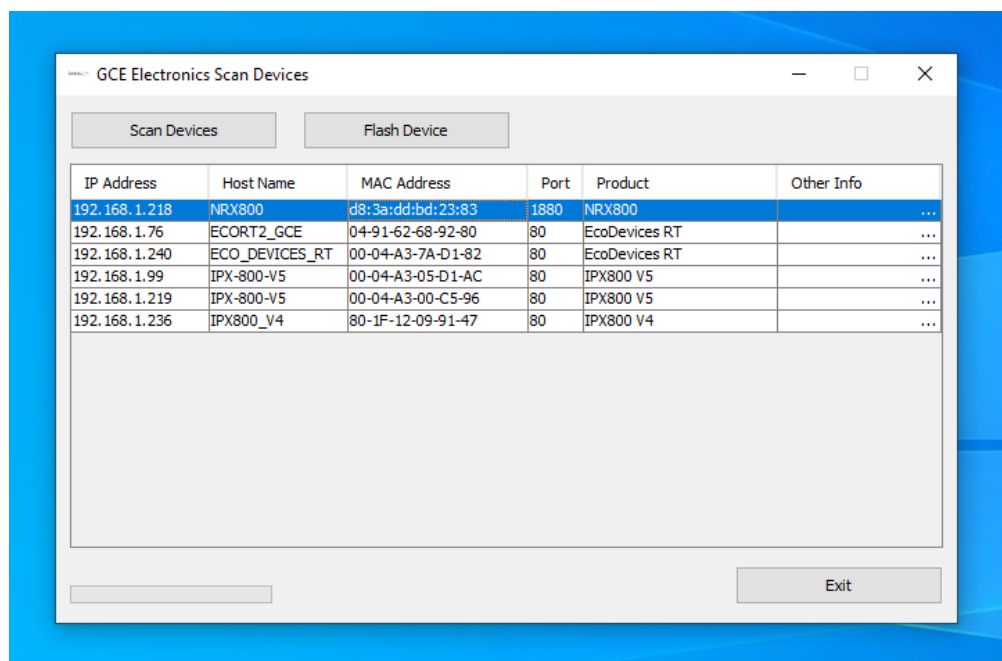 GCE Electronics Scan Devices
Scan Devices Flash Device
IP Address Host Name MAC Address Port Product Other Info
192.168.1.218 NRX800 d8:3a:dd:bd:23:83 1880 NRX800 ...
192.168.1.76 ECORT2_GCE 04-91-62-68-92-80 80 EcoDevices RT ...
192.168.1.240 ECO_DEVICES_RT 00-04-A3-7A-D1-82 80 EcoDevices RT ...
192.168.1.99 IPX-800-V5 00-04-A3-05-D1-AC 80 IPX800 V5 ...
192.168.1.219 IPX-800-V5 00-04-A3-00-C5-96 80 IPX800 V5 ...
192.168.1.236 IPX800_V4 80-1F-12-09-91-47 80 IPX800 V4 ...
Exit